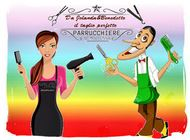 Da Jolanda&Benedetto
il taglio perfetto
PARRUCCHIERE